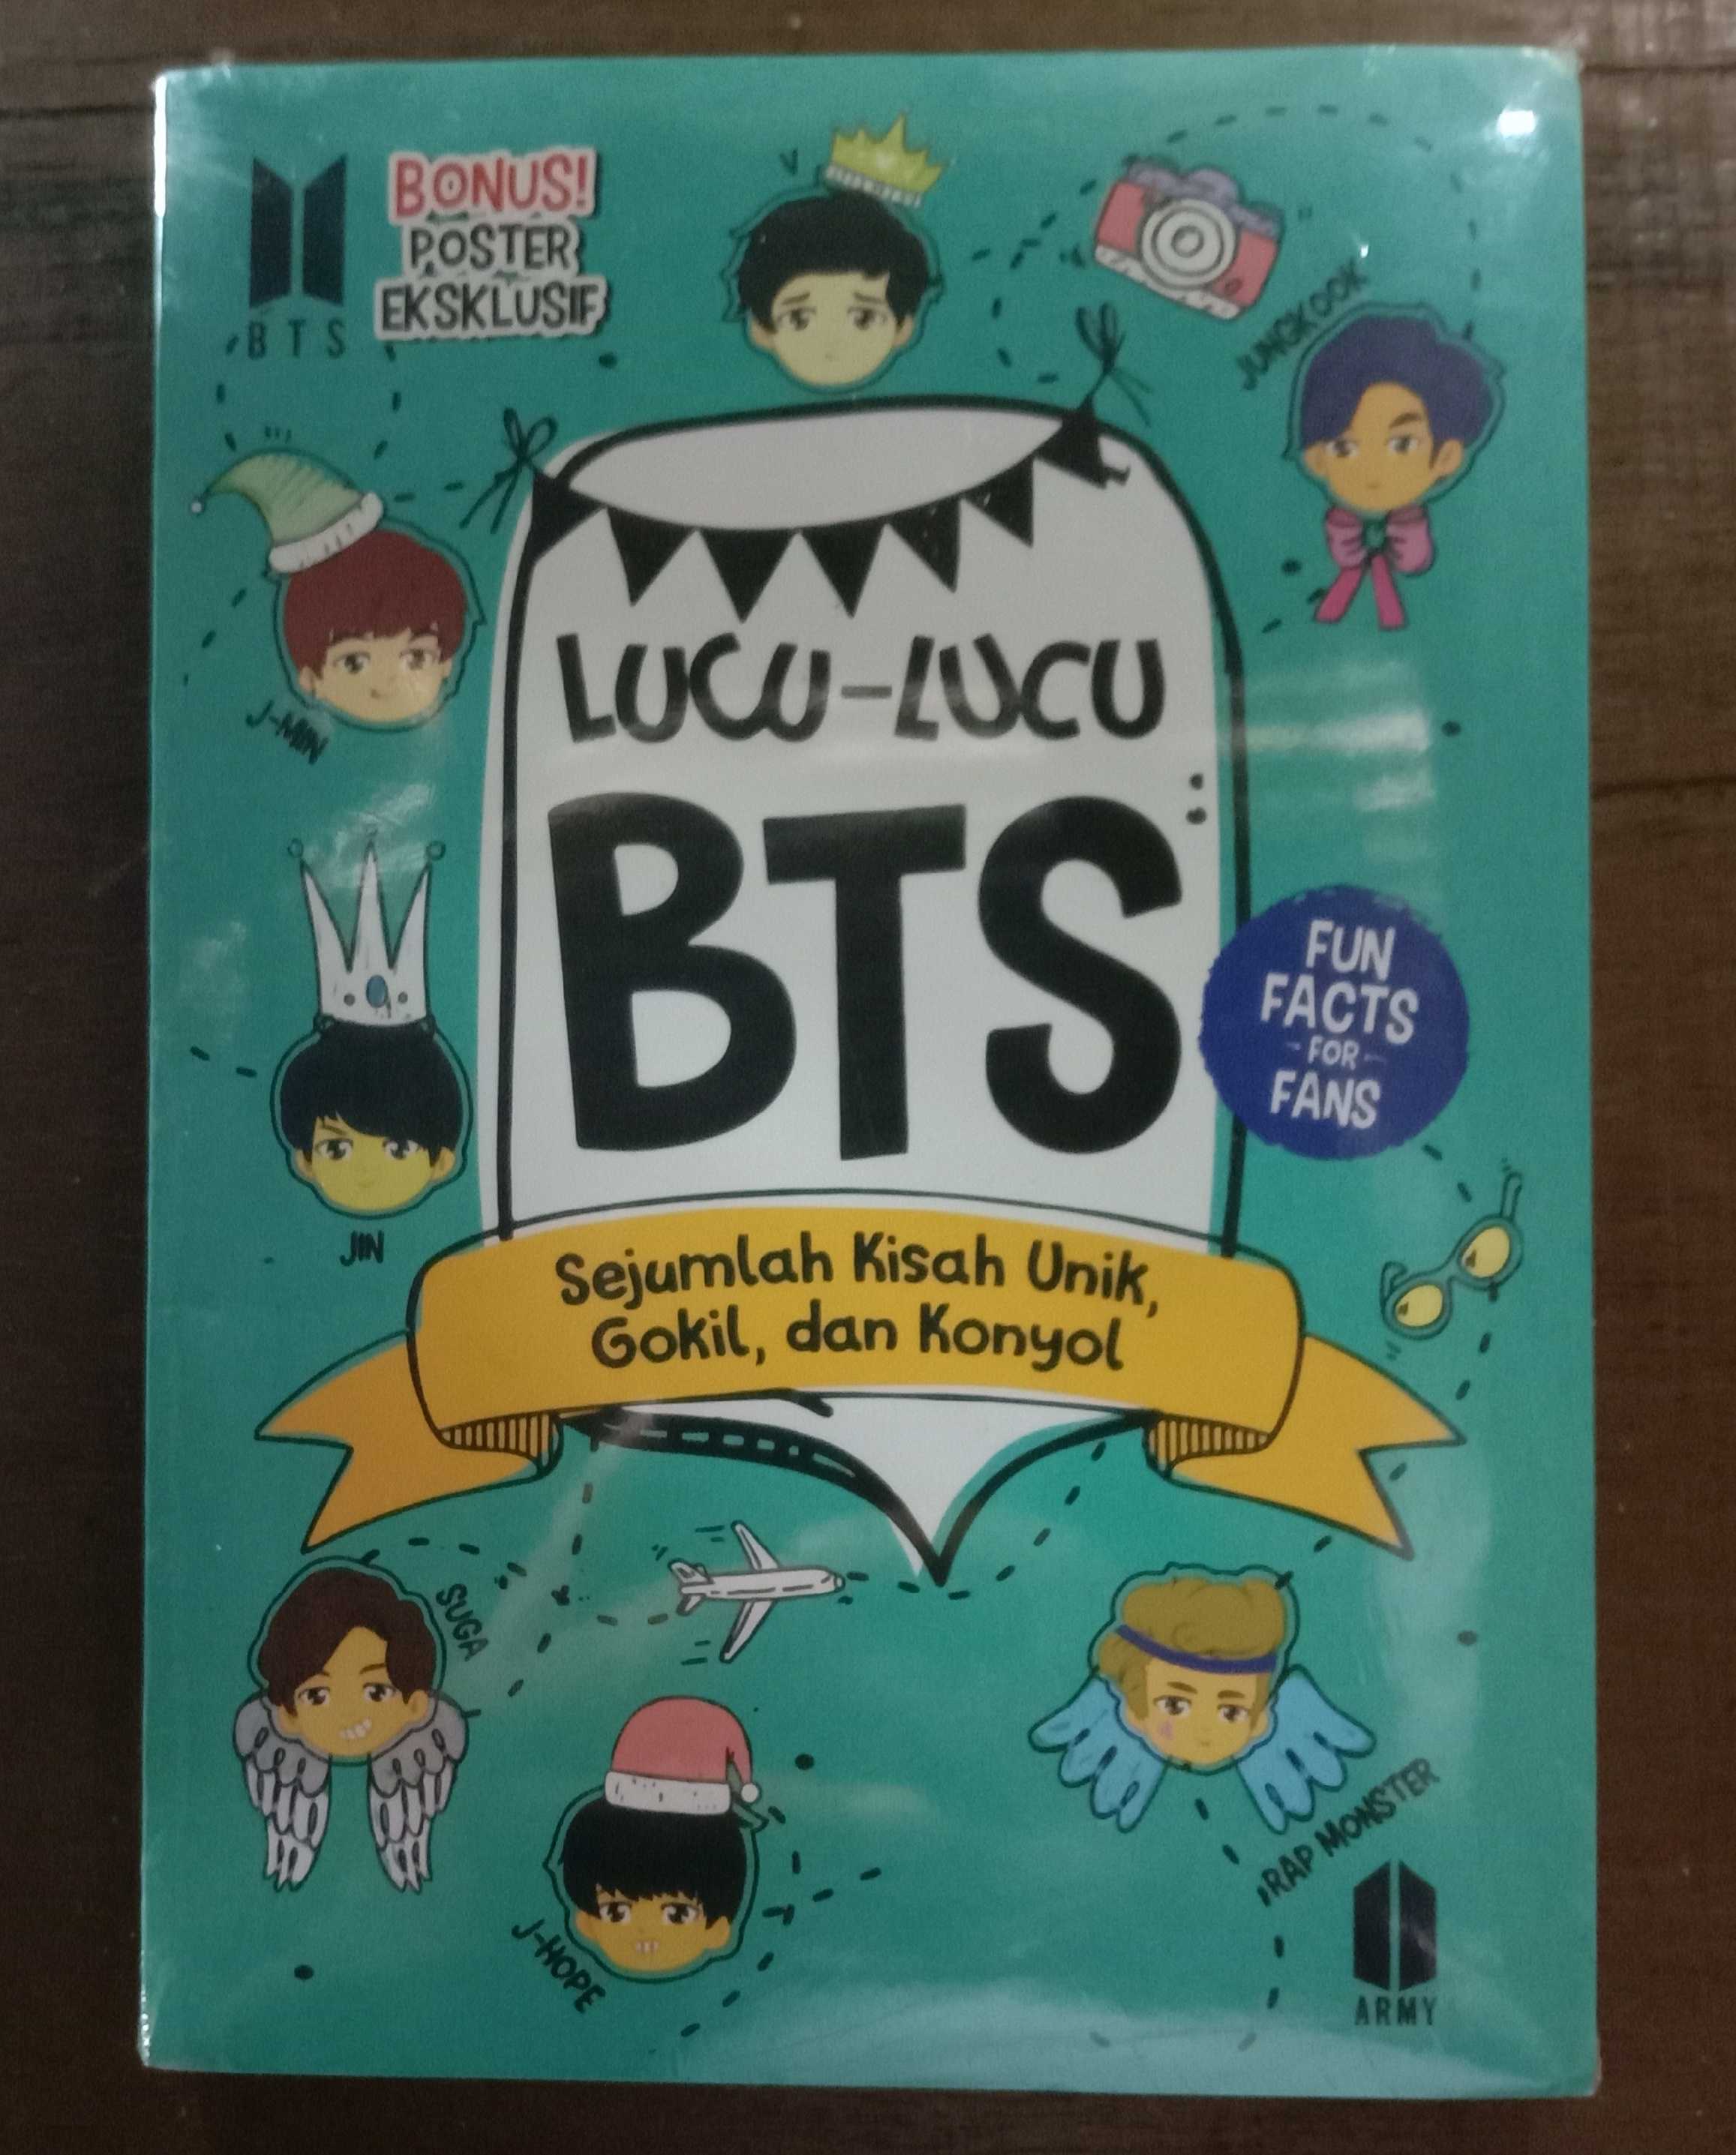 BTS
BONUS!
POSTER
EKSKLUSIF
JUNGKOOK
J-MIIN
LUCU-LUCU
BTS
FUN
FACTS
-FOR-
FANS
JIN
Sejumlah Kisah Unik,
Gokil, dan Konyol
SUGA
J-HOPE
RAP MONSTER
ARMY